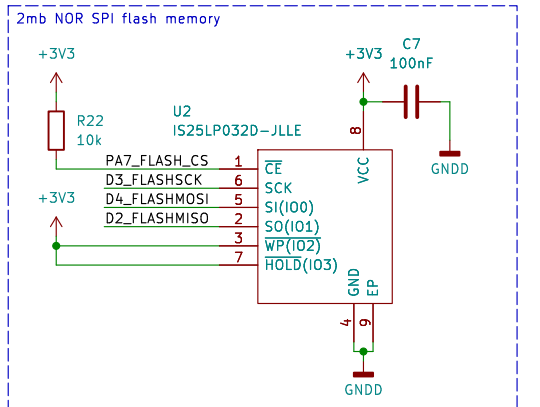 2mb NOR SPI flash memory
+3V3
R22
10k
U2
IS25LP032D-JLLE
+3V3
C7
100nF
GNDD
8
VCC
PA7_FLASH_CS
1
CE
D3_FLASHSCK
6
SCK
D4_FLASHMOSI
5
SI(IO0)
D2_FLASHMISO
2
SO(IO1)
+3V3
3
WP(IO2)
7
HOLD(IO3)
GND
EP
4
9
GNDD